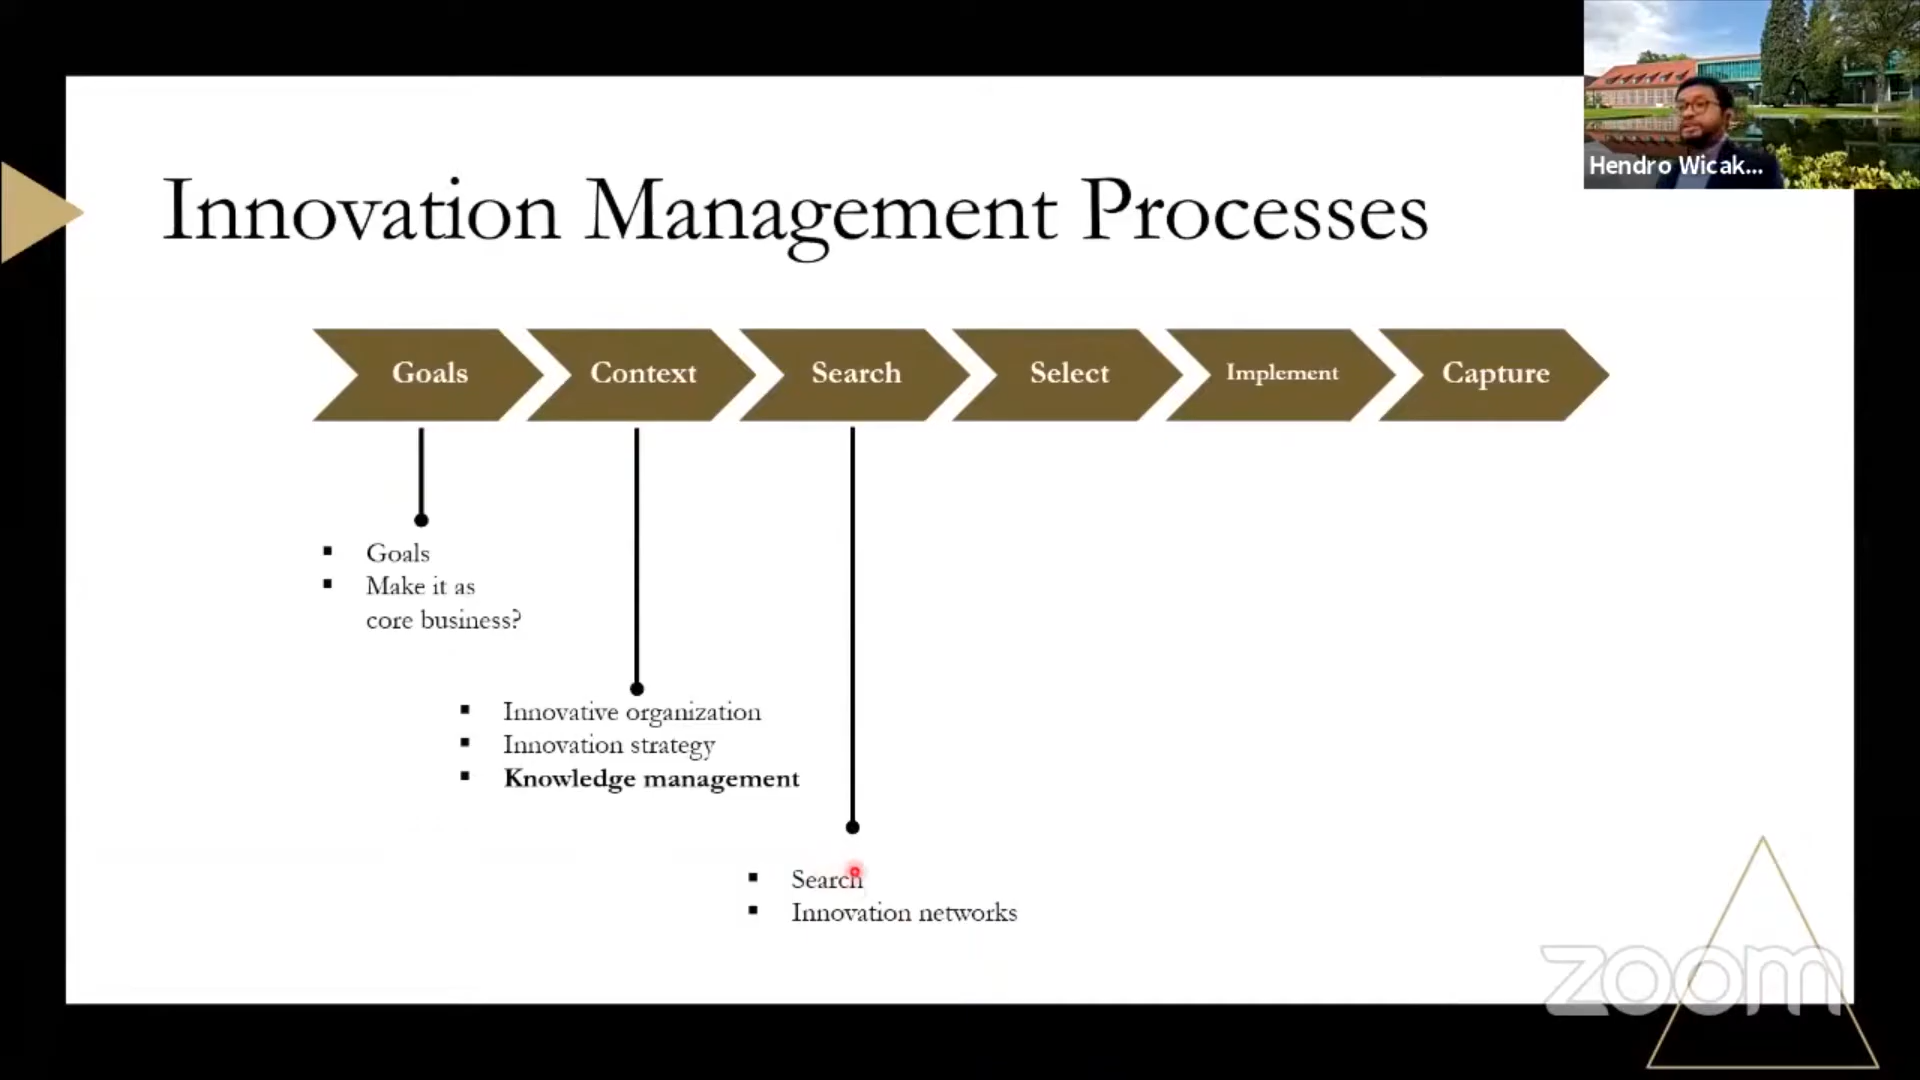 Hendro Wicak...
Innovation Management Processes
Goals
Context
Search
Select
Implement
Capture
▪ Goals
▪ Make it as
core business?
▪ Innovative organization
▪ Innovation strategy
▪ Knowledge management
▪ Search
▪ Innovation networks
zoom